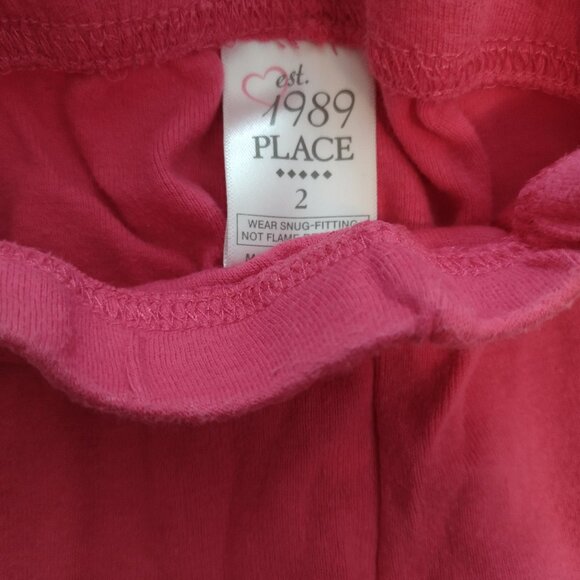 est.
1989
PLACE
2
WEAR SNUG-FITTING
NOT FLAME